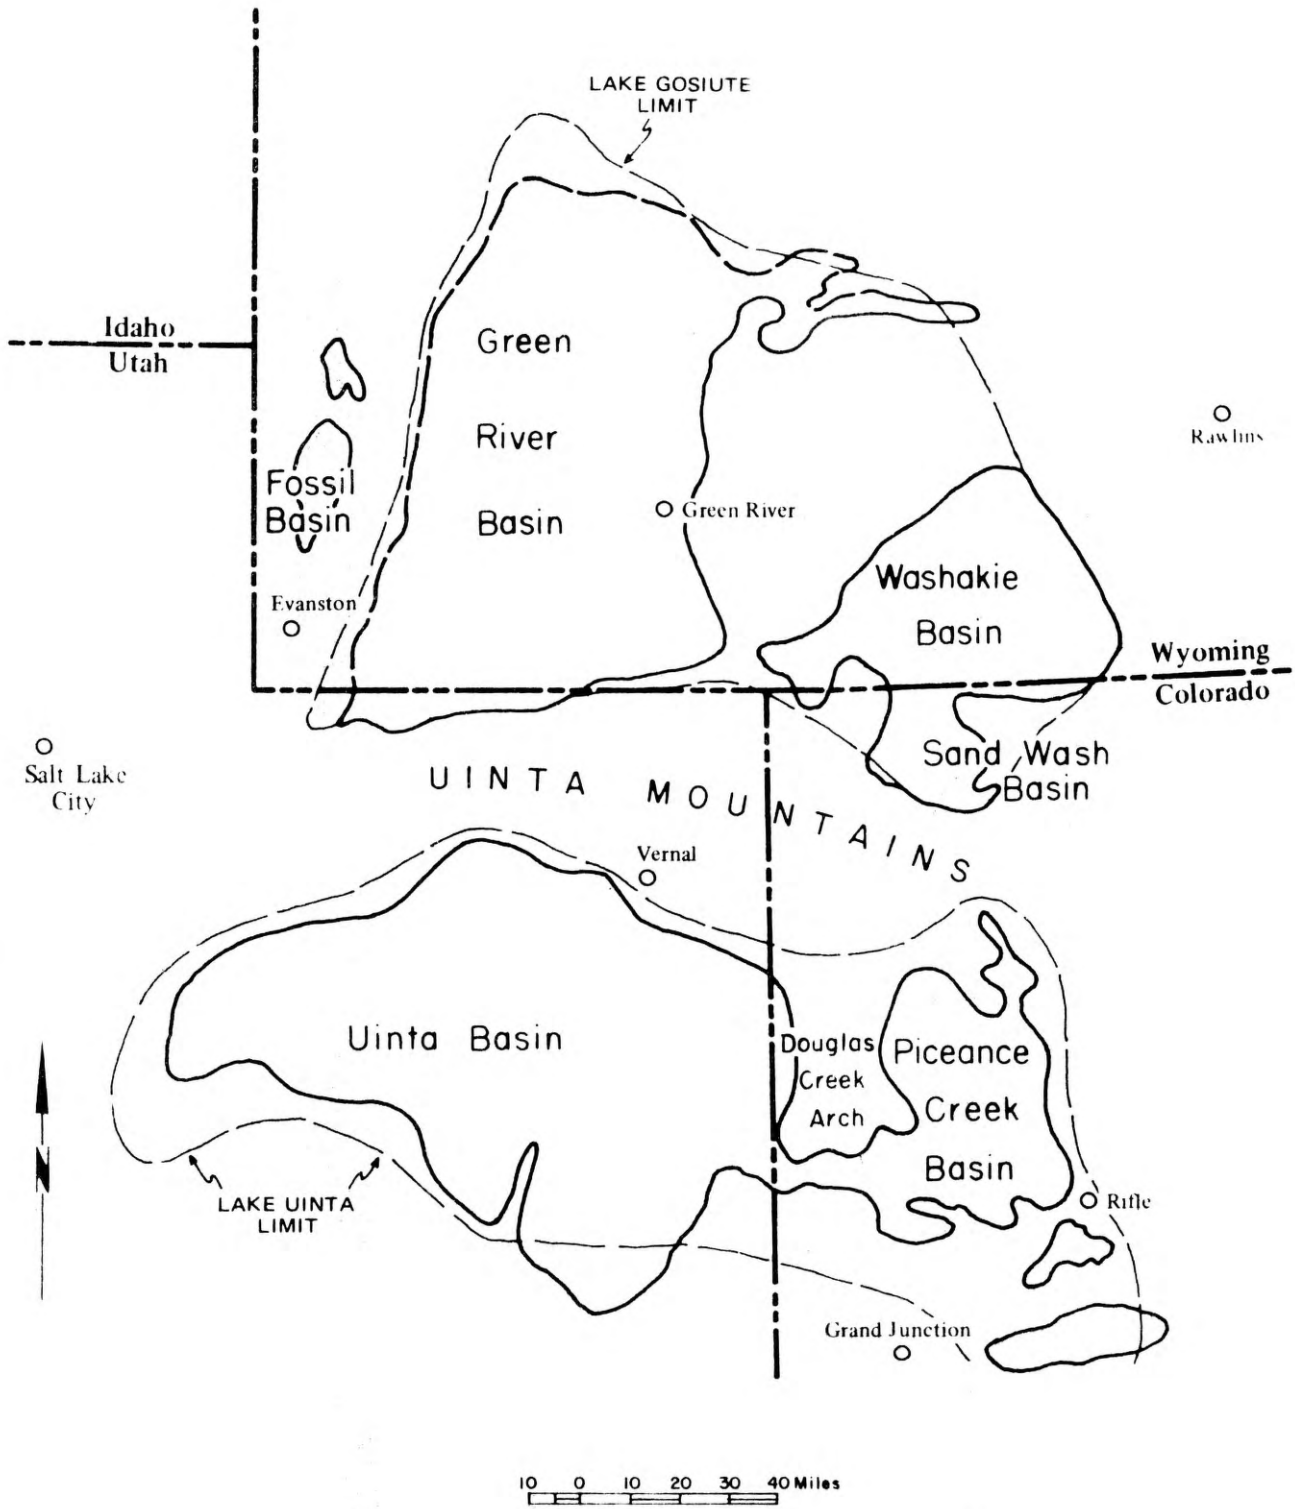 LAKE GOSIUTE
LIMIT
Idaho
Utah
Green
River
Basin
Rawlins
Fossil
Basin
Green River
Washakie
Basin
Evanston
Wyoming
Colorado
Salt Lake
City
Sand Wash
Basin
UINTA MOUNTAINS
Vernal
Uinta Basin
Douglas
Creek
Arch
Piceance
Creek
Basin
N
LAKE UINTA
LIMIT
Rifle
Grand Junction
10 0 10 20 30 40 Miles